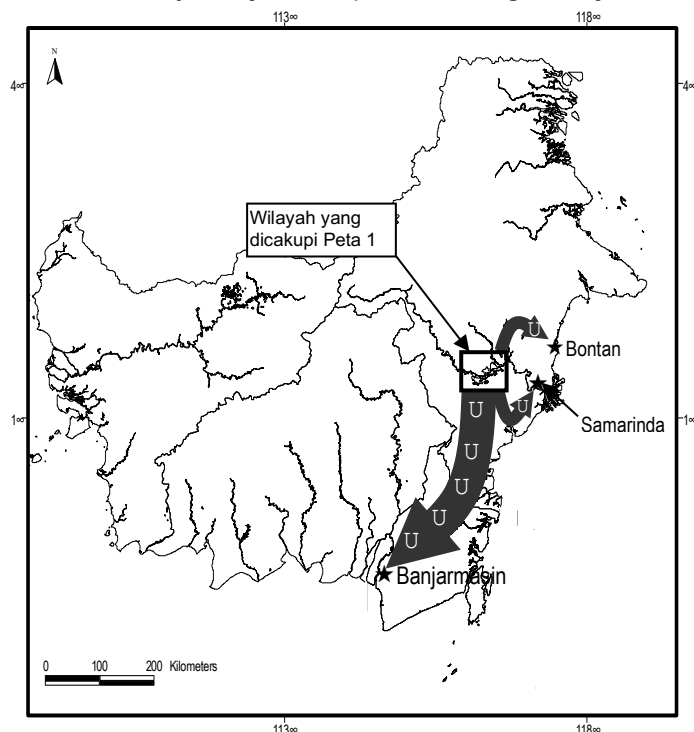 113∞ 118∞
N
4∞ 4∞
Wilayah yang
dicakupi Peta 1
U
Bontan
U
Samarinda
1∞ 1∞
U
U
U
U
U
Banjarmasin
0 100 200 Kilometers
113∞ 118∞